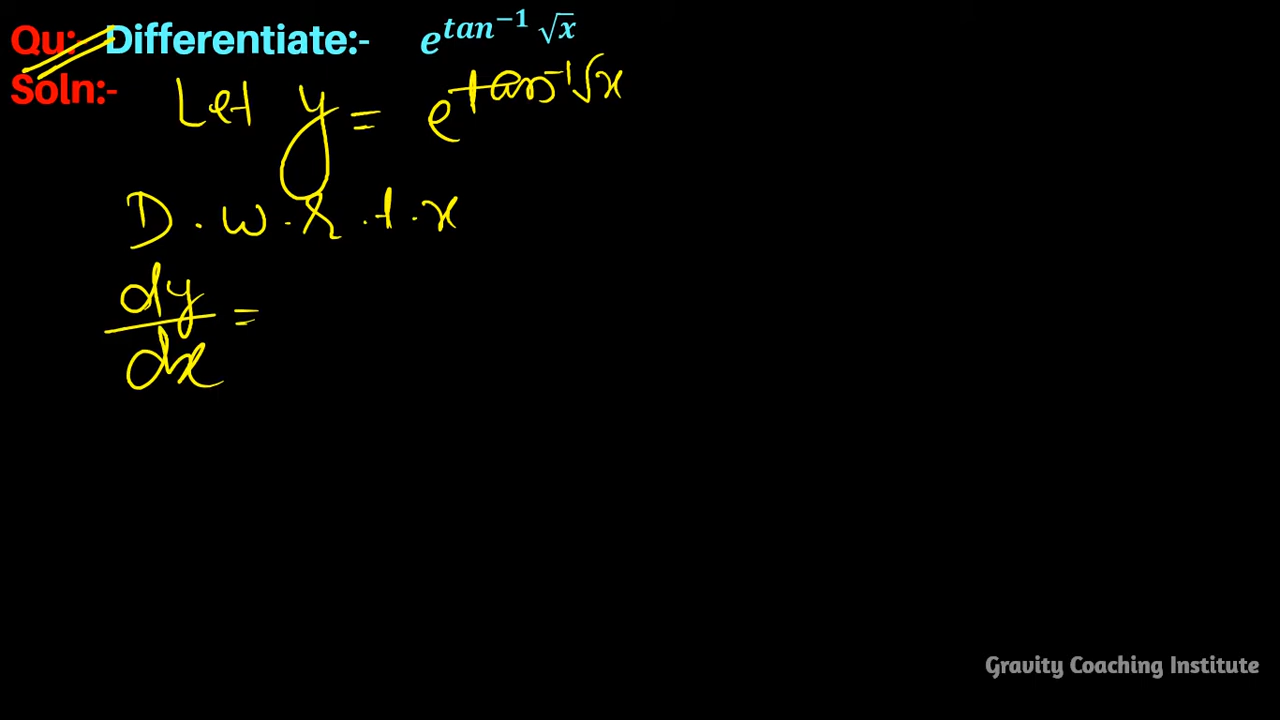 Qu:- Differentiate:- e^{tan^{-1} √x}
Soln:- Let y = e^{tan^{-1} √x}
D.w.r.t.x
dy/dx =
Gravity Coaching Institute